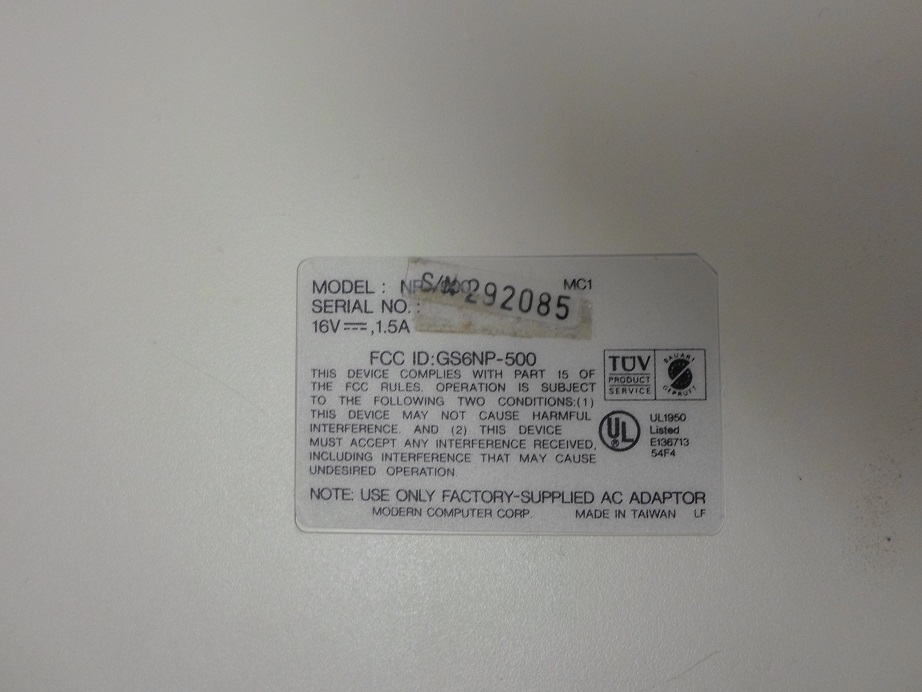 MODEL : MC1
S/N 292085
SERIAL NO. :
16V⎓,1.5A
FCC ID:GS6NP-500
THIS DEVICE COMPLIES WITH PART 15 OF
THE FCC RULES. OPERATION IS SUBJECT
TO THE FOLLOWING TWO CONDITIONS:(1)
THIS DEVICE MAY NOT CAUSE HARMFUL
INTERFERENCE. AND (2) THIS DEVICE
MUST ACCEPT ANY INTERFERENCE RECEIVED,
INCLUDING INTERFERENCE THAT MAY CAUSE
UNDESIRED OPERATION.
TÜV
PRODUCT
SERVICE
BAUART
GEPRÜFT
UL
UL1950
Listed
E136713
54F4
NOTE: USE ONLY FACTORY-SUPPLIED AC ADAPTOR
MODERN COMPUTER CORP. MADE IN TAIWAN LF